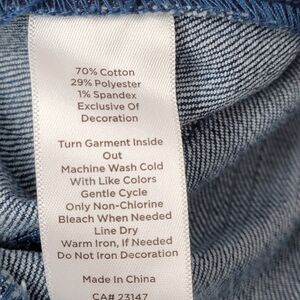 70% Cotton
29% Polyester
1% Spandex
Exclusive Of
Decoration
Turn Garment Inside
Out
Machine Wash Cold
With Like Colors
Gentle Cycle
Only Non-Chlorine
Bleach When Needed
Line Dry
Warm Iron, If Needed
Do Not Iron Decoration
Made In China
CA# 23147